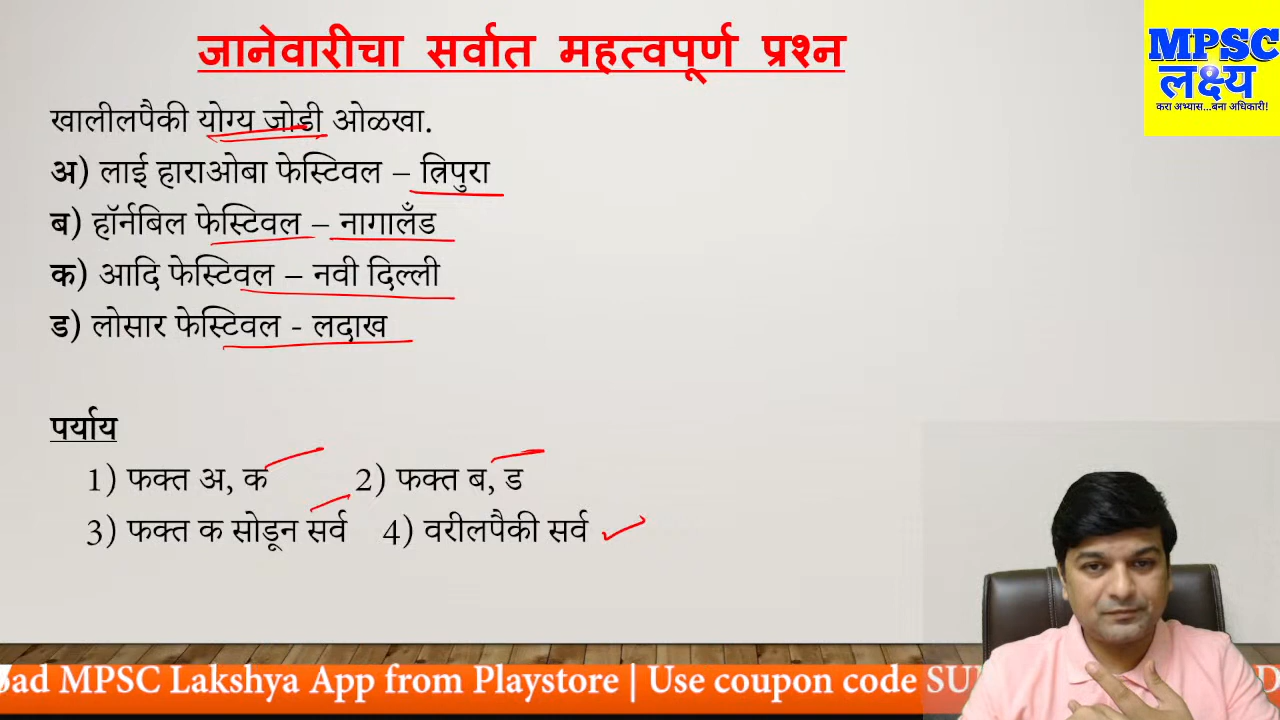 जानेवारीचा सर्वात महत्वपूर्ण प्रश्न
MPSC
लक्ष्य
करा अभ्यास...बना अधिकारी!
खालीलपैकी योग्य जोडी ओळखा.
अ) लाई हाराओबा फेस्टिवल – त्रिपुरा
ब) हॉर्नबिल फेस्टिवल – नागालँड
क) आदि फेस्टिवल – नवी दिल्ली
ड) लोसार फेस्टिवल - लदाख
पर्याय
1) फक्त अ, क 2) फक्त ब, ड
3) फक्त क सोडून सर्व 4) वरीलपैकी सर्व
MPSC Lakshya App from Playstore | Use coupon code